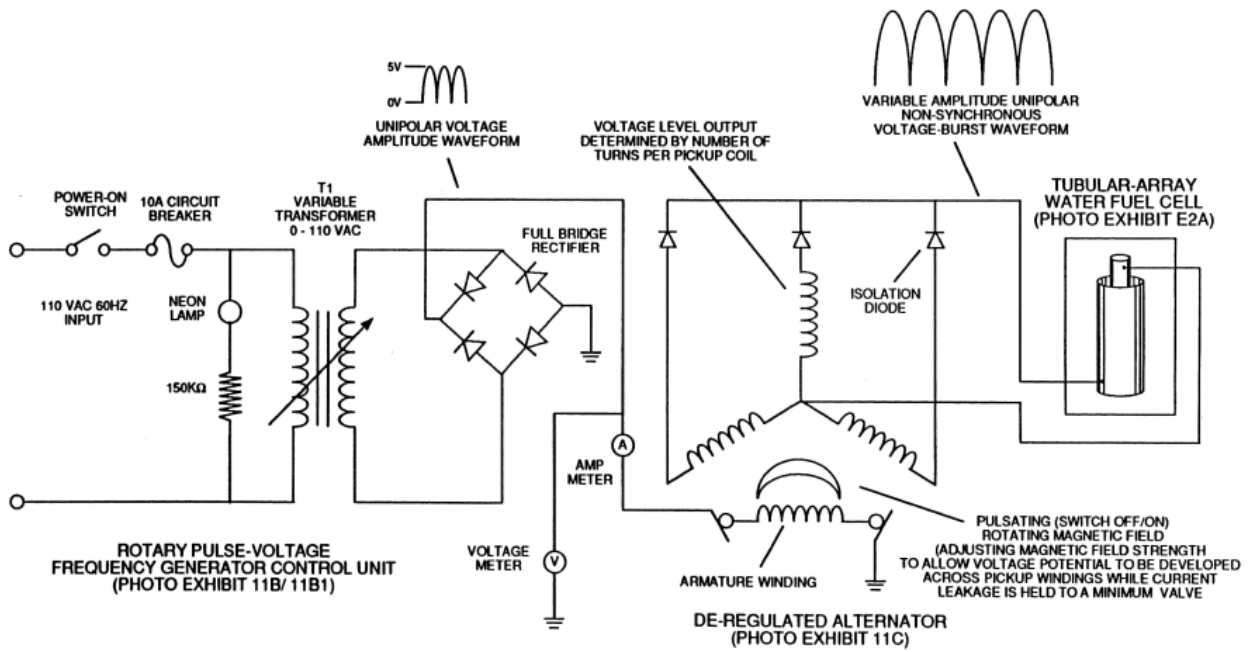 5V
0V
UNIPOLAR VOLTAGE
AMPLITUDE WAVEFORM
VOLTAGE LEVEL OUTPUT
DETERMINED BY NUMBER OF
TURNS PER PICKUP COIL
VARIABLE AMPLITUDE UNIPOLAR
NON-SYNCHRONOUS
VOLTAGE-BURST WAVEFORM
TUBULAR-ARRAY
WATER FUEL CELL
(PHOTO EXHIBIT E2A)
POWER-ON
SWITCH
10A CIRCUIT
BREAKER
T1
VARIABLE
TRANSFORMER
0 - 110 VAC
FULL BRIDGE
RECTIFIER
ISOLATION
DIODE
110 VAC 60HZ
INPUT
NEON
LAMP
150KΩ
A
AMP
METER
VOLTAGE
METER
V
ARMATURE WINDING
PULSATING (SWITCH OFF/ON)
ROTATING MAGNETIC FIELD
(ADJUSTING MAGNETIC FIELD STRENGTH
TO ALLOW VOLTAGE POTENTIAL TO BE DEVELOPED
ACROSS PICKUP WINDINGS WHILE CURRENT
LEAKAGE IS HELD TO A MINIMUM VALVE
ROTARY PULSE-VOLTAGE
FREQUENCY GENERATOR CONTROL UNIT
(PHOTO EXHIBIT 11B/ 11B1)
DE-REGULATED ALTERNATOR
(PHOTO EXHIBIT 11C)